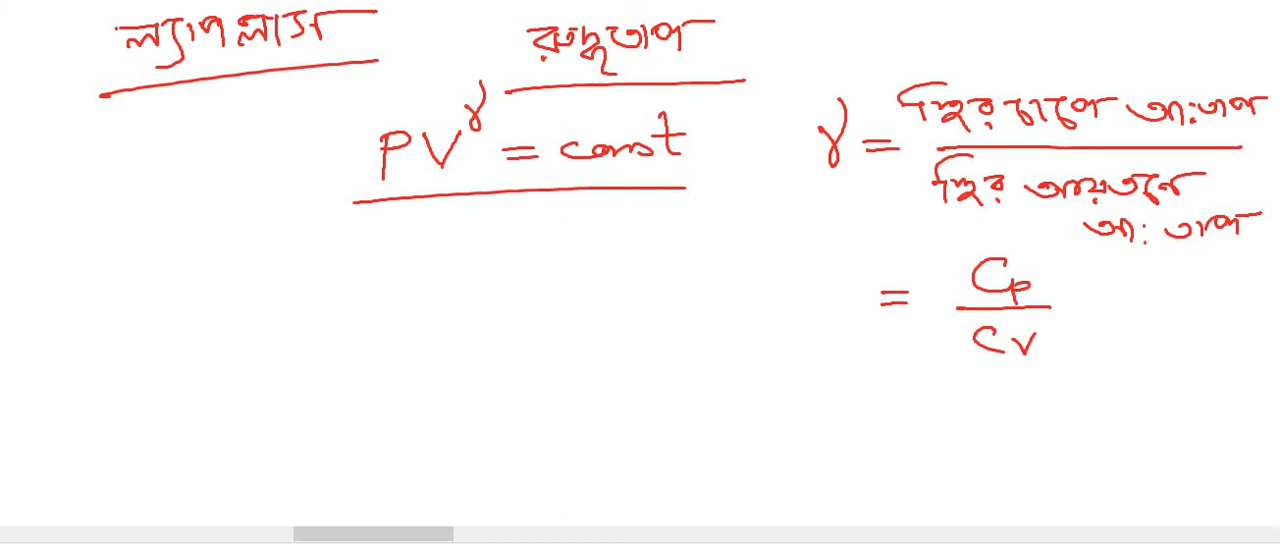 ল্যাপলাস
রুদ্ধতাপ
PV^γ = const
γ = স্থির চাপে আ:তাপ / স্থির আয়তনে আ: তাপ
= Cp / Cv